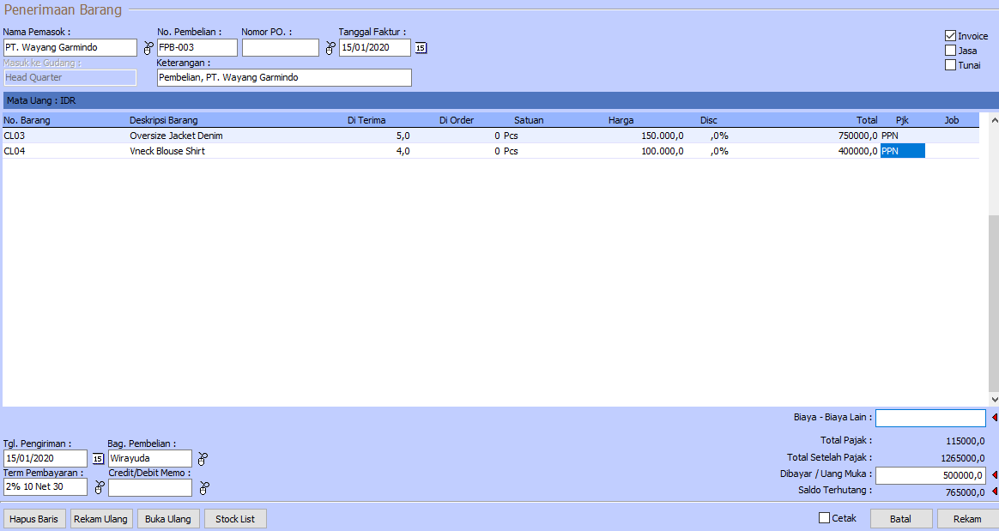 Penerimaan Barang
Nama Pemasok : No. Pembelian : Nomor PO. : Tanggal Faktur :
PT. Wayang Garmindo FPB-003 15/01/2020 15
Invoice
Jasa
Tunai
Masuk ke Gudang : Keterangan :
Head Quarter Pembelian, PT. Wayang Garmindo
Mata Uang : IDR
No. Barang Deskripsi Barang Di Terima Di Order Satuan Harga Disc Total Pjk Job
CL03 Oversize Jacket Denim 5,0 0 Pcs 150.000,0 ,0% 750000,0 PPN
CL04 Vneck Blouse Shirt 4,0 0 Pcs 100.000,0 ,0% 400000,0 PPN
Biaya - Biaya Lain :
Total Pajak : 115000,0
Total Setelah Pajak : 1265000,0
Dibayar / Uang Muka : 500000,0
Saldo Terhutang : 765000,0
Tgl. Pengiriman : Bag. Pembelian :
15/01/2020 15 Wirayuda
Term Pembayaran : Credit/Debit Memo :
2% 10 Net 30
Hapus Baris Rekam Ulang Buka Ulang Stock List Cetak Batal Rekam